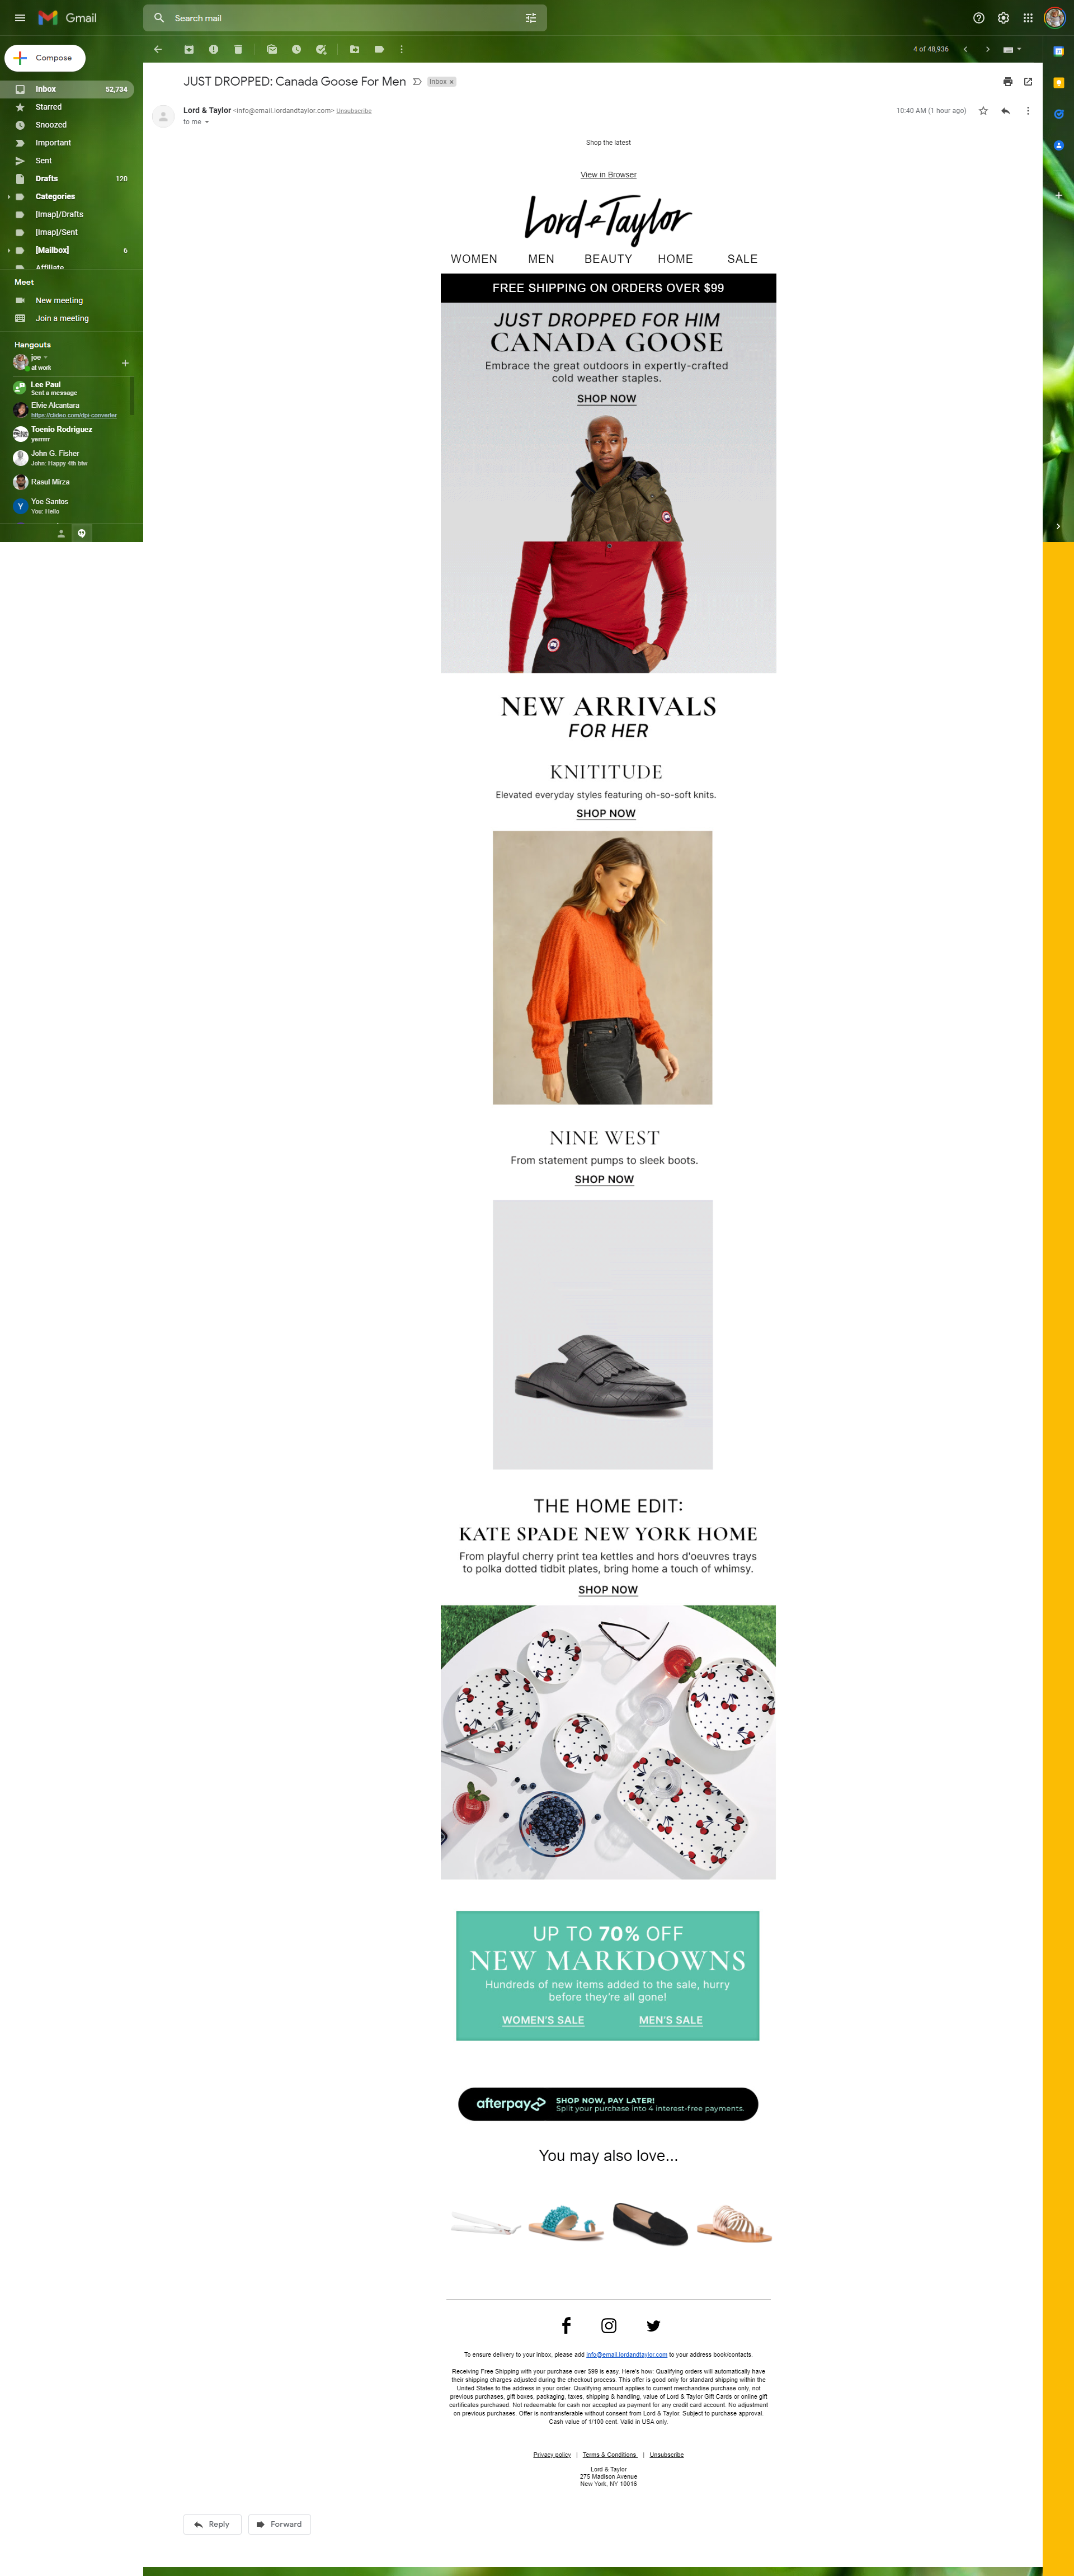 Gmail
Search mail
Compose
4 of 48,936
Inbox 52,734
Starred
Snoozed
Important
Sent
Drafts 120
Categories
[Imap]/Drafts
[Imap]/Sent
[Mailbox] 6
Affiliate
Meet
New meeting
Join a meeting
Hangouts
joe
at work
Lee Paul
Sent a message
Elvie Alcantara
https://clideo.com/dpi-converter
Toenio Rodriguez
yerrrrr
John G. Fisher
John: Happy 4th btw
Rasul Mirza
Y
Yoe Santos
You: Hello
JUST DROPPED: Canada Goose For Men Inbox x
Lord & Taylor <info@email.lordandtaylor.com> Unsubscribe
10:40 AM (1 hour ago)
to me
Shop the latest
View in Browser
Lord & Taylor
WOMEN MEN BEAUTY HOME SALE
FREE SHIPPING ON ORDERS OVER $99
JUST DROPPED FOR HIM
CANADA GOOSE
Embrace the great outdoors in expertly-crafted
cold weather staples.
SHOP NOW
NEW ARRIVALS
FOR HER
KNITITUDE
Elevated everyday styles featuring oh-so-soft knits.
SHOP NOW
NINE WEST
From statement pumps to sleek boots.
SHOP NOW
THE HOME EDIT:
KATE SPADE NEW YORK HOME
From playful cherry print tea kettles and hors d'oeuvres trays
to polka dotted tidbit plates, bring home a touch of whimsy.
SHOP NOW
UP TO 70% OFF
NEW MARKDOWNS
Hundreds of new items added to the sale, hurry
before they're all gone!
WOMEN'S SALE MEN'S SALE
afterpay
SHOP NOW, PAY LATER!
Split your purchase into 4 interest-free payments.
You may also love...
To ensure delivery to your inbox, please add info@email.lordandtaylor.com to your address book/contacts.
Receiving Free Shipping with your purchase over $99 is easy. Here's how: Qualifying orders will automatically have
their shipping charges adjusted during the checkout process. This offer is good only for standard shipping within the
United States to the address in your order. Qualifying amount applies to current merchandise purchase only, not
previous purchases, gift boxes, packaging, taxes, shipping & handling, value of Lord & Taylor Gift Cards or online gift
certificates purchased. Not redeemable for cash nor accepted as payment for any credit card account. No adjustment
on previous purchases. Offer is nontransferable without consent from Lord & Taylor. Subject to purchase approval.
Cash value of 1/100 cent. Valid in USA only.
Privacy policy | Terms & Conditions | Unsubscribe
Lord & Taylor
275 Madison Avenue
New York, NY 10016
Reply Forward